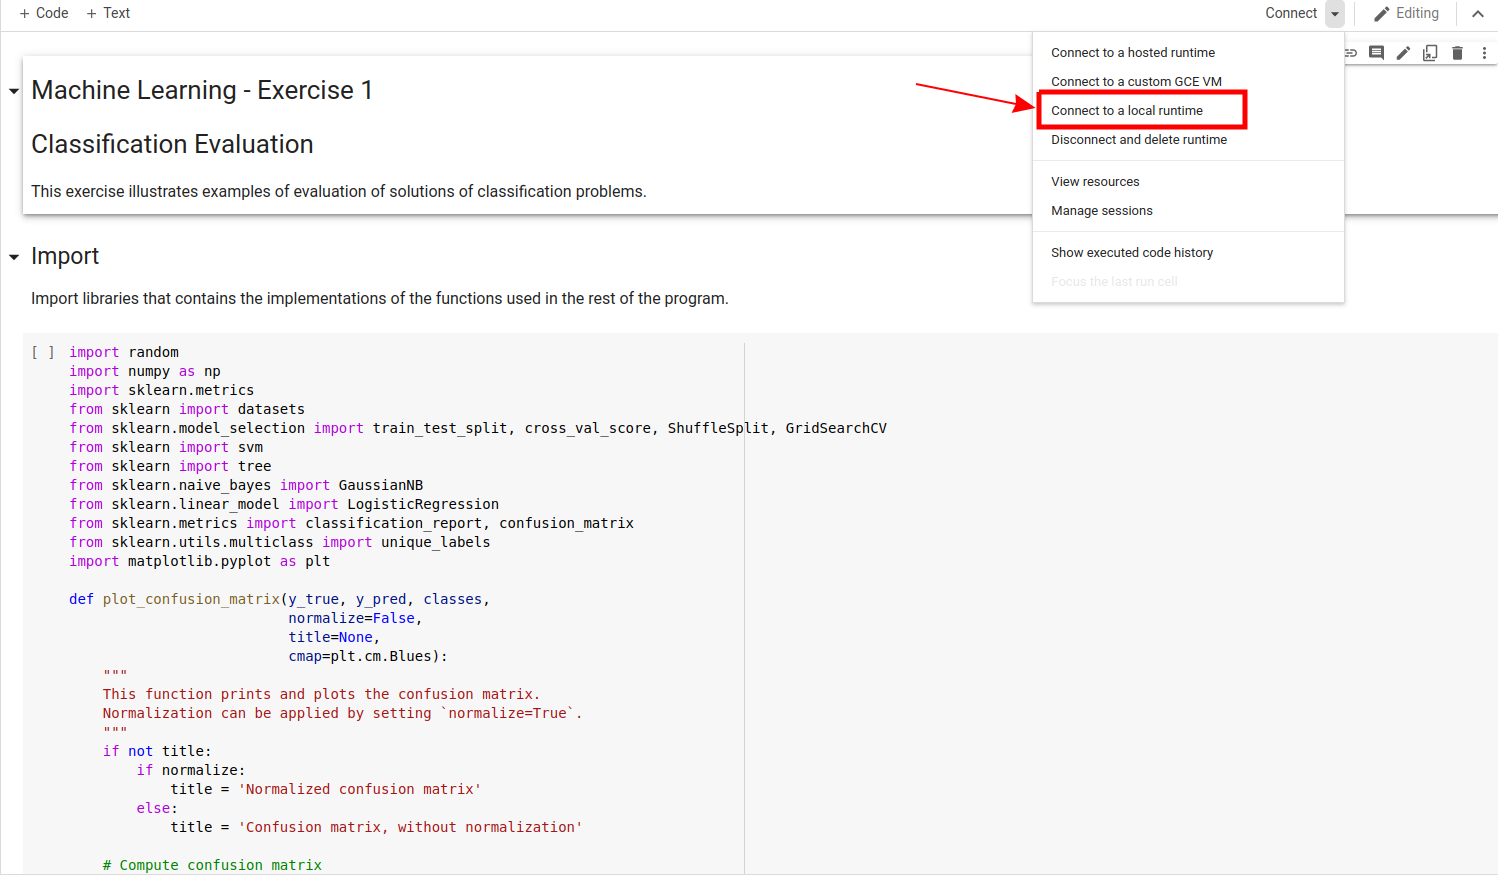 + Code + Text
Connect
Editing
Connect to a hosted runtime
Connect to a custom GCE VM
Connect to a local runtime
Disconnect and delete runtime
View resources
Manage sessions
Show executed code history
Focus the last run cell
Machine Learning - Exercise 1
Classification Evaluation
This exercise illustrates examples of evaluation of solutions of classification problems.
Import
Import libraries that contains the implementations of the functions used in the rest of the program.
[ ] import random
import numpy as np
import sklearn.metrics
from sklearn import datasets
from sklearn.model_selection import train_test_split, cross_val_score, ShuffleSplit, GridSearchCV
from sklearn import svm
from sklearn import tree
from sklearn.naive_bayes import GaussianNB
from sklearn.linear_model import LogisticRegression
from sklearn.metrics import classification_report, confusion_matrix
from sklearn.utils.multiclass import unique_labels
import matplotlib.pyplot as plt
def plot_confusion_matrix(y_true, y_pred, classes,
normalize=False,
title=None,
cmap=plt.cm.Blues):
"""
This function prints and plots the confusion matrix.
Normalization can be applied by setting `normalize=True`.
"""
if not title:
if normalize:
title = 'Normalized confusion matrix'
else:
title = 'Confusion matrix, without normalization'
# Compute confusion matrix